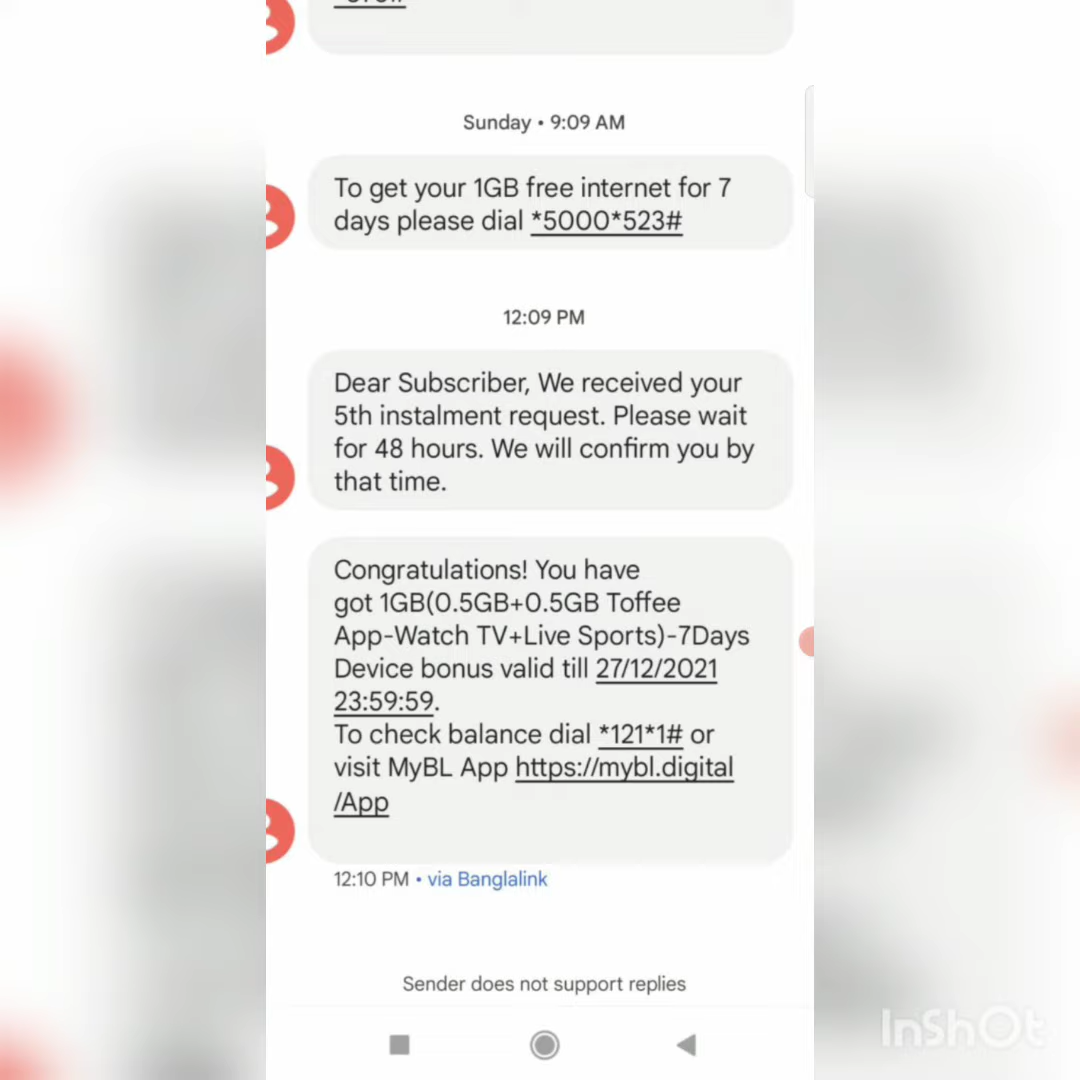 Sunday • 9:09 AM
To get your 1GB free internet for 7
days please dial *5000*523#
12:09 PM
Dear Subscriber, We received your
5th instalment request. Please wait
for 48 hours. We will confirm you by
that time.
Congratulations! You have
got 1GB(0.5GB+0.5GB Toffee
App-Watch TV+Live Sports)-7Days
Device bonus valid till 27/12/2021
23:59:59.
To check balance dial *121*1# or
visit MyBL App https://mybl.digital
/App
12:10 PM • via Banglalink
Sender does not support replies
InShOt